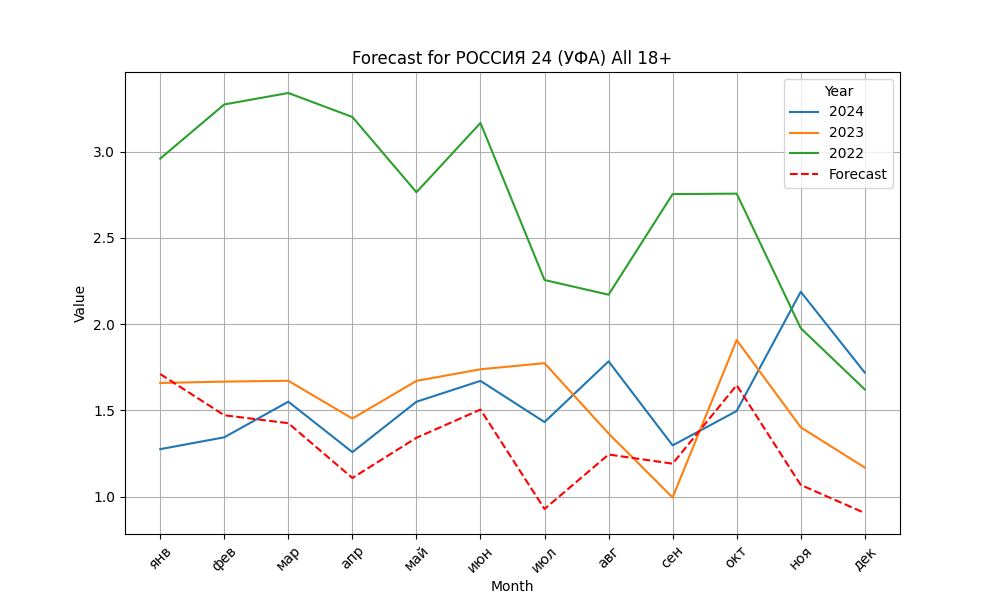 Forecast for РОССИЯ 24 (УФА) All 18+
Year
2024
2023
2022
Forecast
Value
3.0
2.5
2.0
1.5
1.0
янв
фев
мар
апр
май
июн
июл
авг
сен
окт
ноя
дек
Month